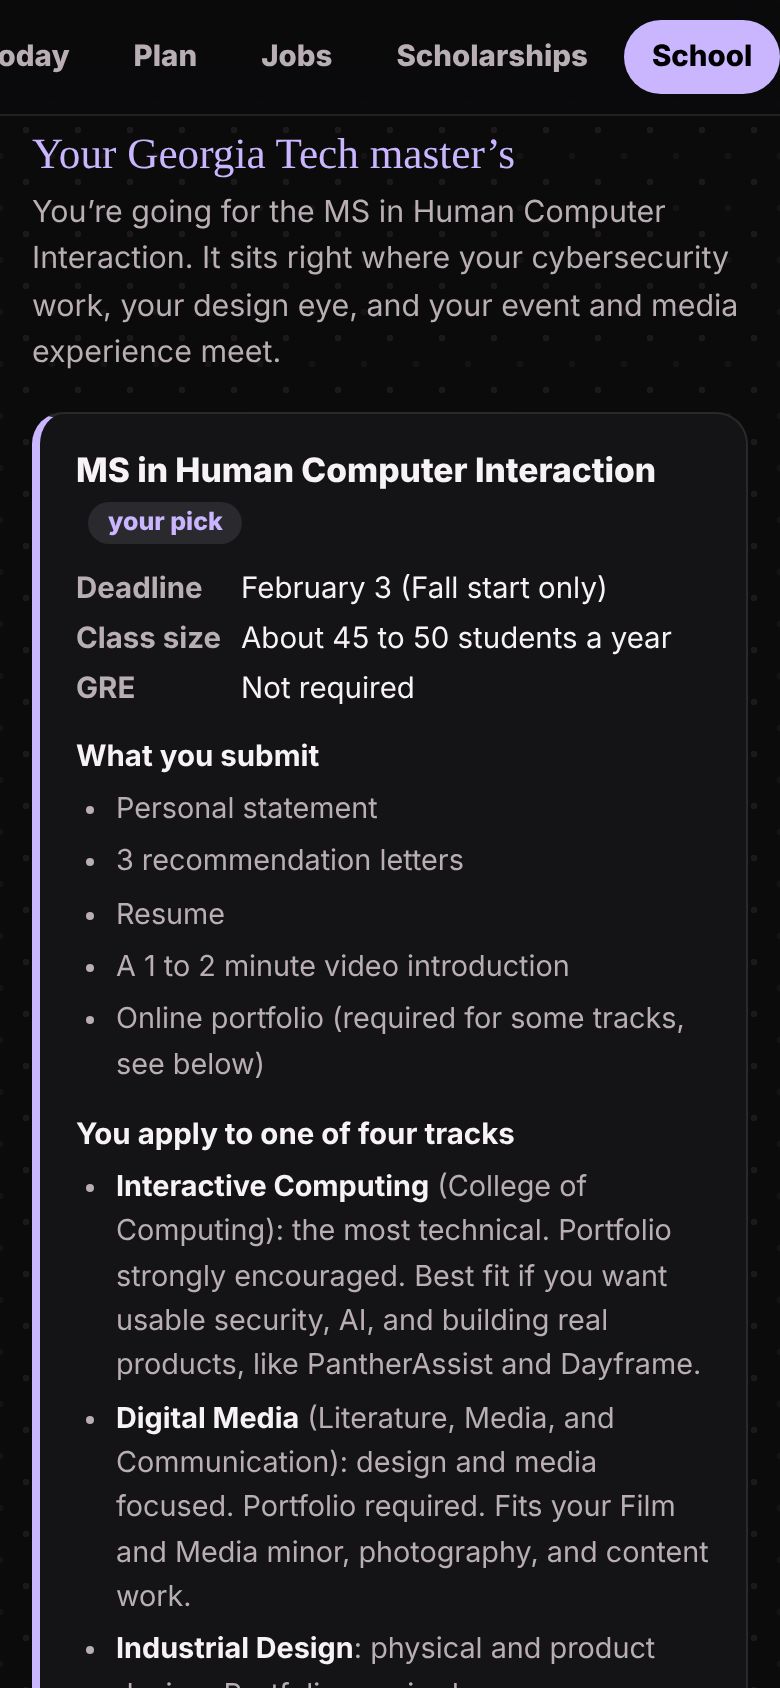 oday Plan Jobs Scholarships School
Your Georgia Tech master’s
You’re going for the MS in Human Computer
Interaction. It sits right where your cybersecurity
work, your design eye, and your event and media
experience meet.
MS in Human Computer Interaction
your pick
Deadline February 3 (Fall start only)
Class size About 45 to 50 students a year
GRE Not required
What you submit
• Personal statement
• 3 recommendation letters
• Resume
• A 1 to 2 minute video introduction
• Online portfolio (required for some tracks,
see below)
You apply to one of four tracks
• Interactive Computing (College of
Computing): the most technical. Portfolio
strongly encouraged. Best fit if you want
usable security, AI, and building real
products, like PantherAssist and Dayframe.
• Digital Media (Literature, Media, and
Communication): design and media
focused. Portfolio required. Fits your Film
and Media minor, photography, and content
work.
• Industrial Design: physical and product